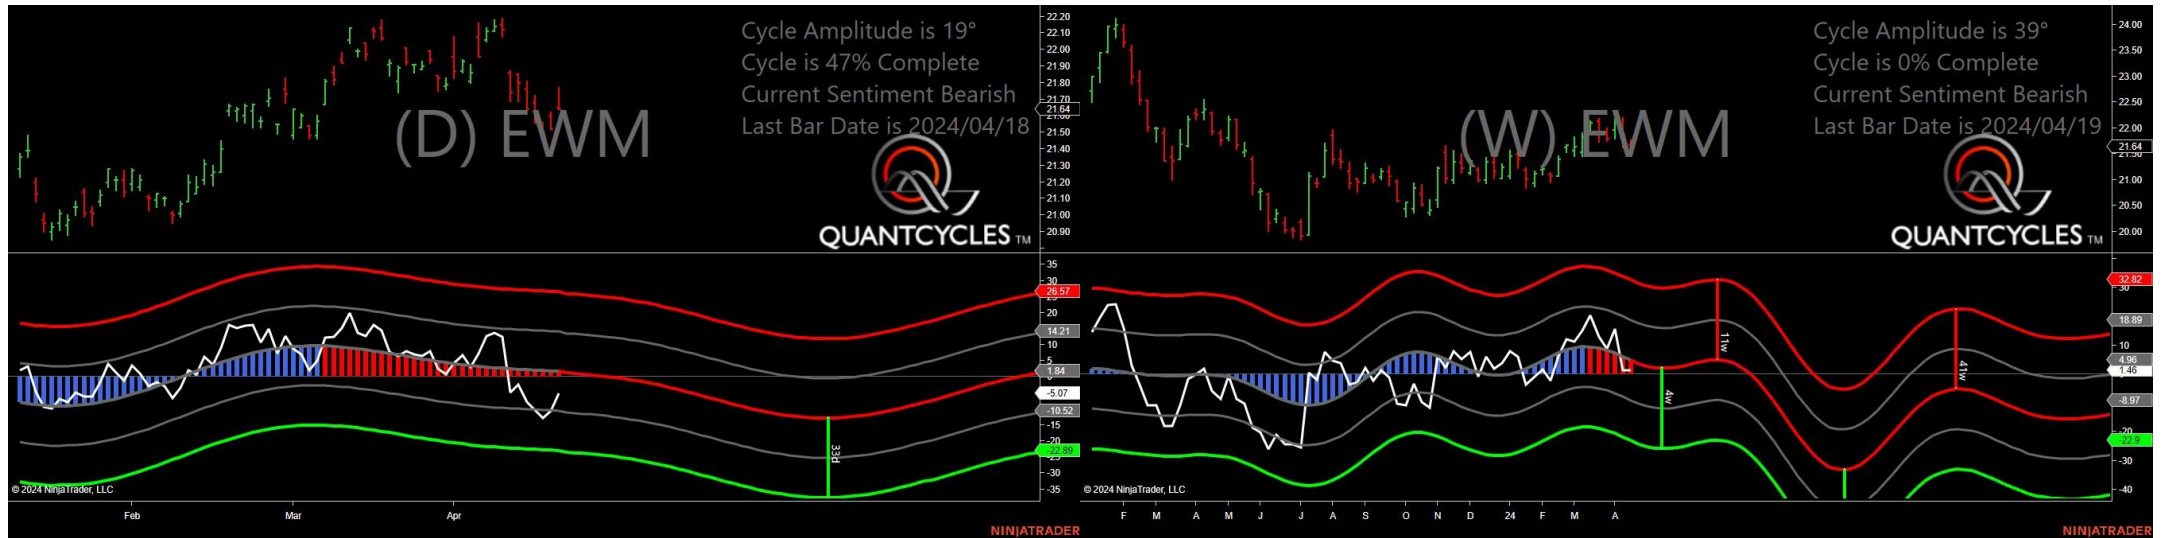 Cycle Amplitude is 19°
Cycle is 47% Complete
Current Sentiment Bearish
Last Bar Date is 2024/04/18
(D) EWM
QUANTCYCLES TM
22.20
22.10
22.00
21.90
21.80
21.70
21.64
21.50
21.40
21.30
21.20
21.10
21.00
20.90
35
30
26.57
20
14.21
10
5
1.84
-5.07
-10.52
-15
-20
-22.89
-30
-35
33d
© 2024 NinjaTrader, LLC
Feb
Mar
Apr
NINJATRADER
Cycle Amplitude is 39°
Cycle is 0% Complete
Current Sentiment Bearish
Last Bar Date is 2024/04/19
(W) EWM
QUANTCYCLES TM
24.00
23.50
23.00
22.50
22.00
21.64
21.50
21.00
20.50
20.00
32.82
30
18.89
10
4.96
1.46
-8.97
-20
-22.9
-30
-40
11w
4w
41w
© 2024 NinjaTrader, LLC
F M A M J J A S O N D 24 F M A
NINJATRADER